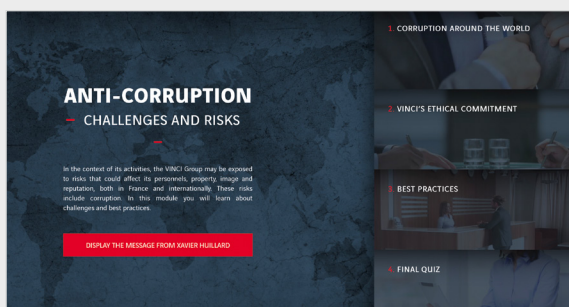 ANTI-CORRUPTION
– CHALLENGES AND RISKS
–
In the context of its activities, the VINCI Group may be exposed
to risks that could affect its personnels, property, image and
reputation, both in France and internationally. These risks
include corruption. In this module you will learn about
challenges and best practices.
DISPLAY THE MESSAGE FROM XAVIER HUILLARD
1. CORRUPTION AROUND THE WORLD
2. VINCI'S ETHICAL COMMITMENT
3. BEST PRACTICES
4. FINAL QUIZ